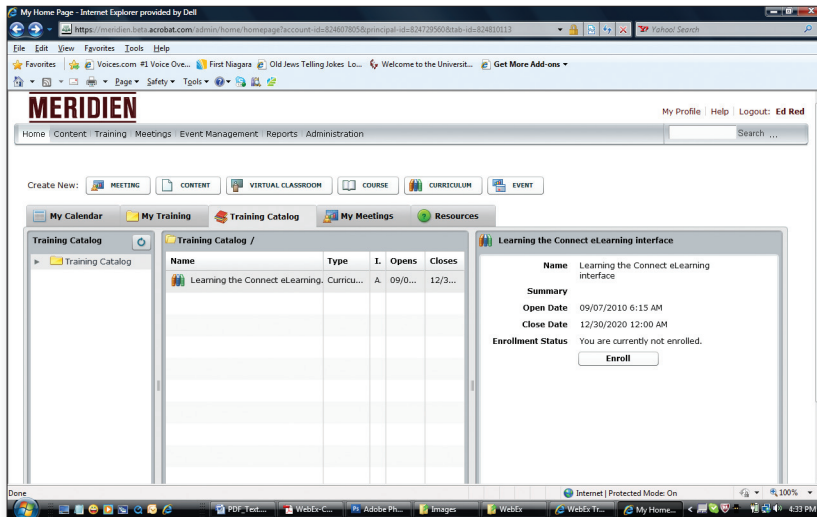 My Home Page - Internet Explorer provided by Dell
https://meridien.beta.acrobat.com/admin/home/homepage?account-id=824607805&principal-id=824729560&tab-id=824810113
Yahoo! Search
File Edit View Favorites Tools Help
Favorites Voices.com #1 Voice Ove... First Niagara Old Jews Telling Jokes Lo... Welcome to the Universit... Get More Add-ons
Page Safety Tools
MERIDIEN
My Profile Help Logout: Ed Red
Home Content Training Meetings Event Management Reports Administration
Search ...
Create New: MEETING CONTENT VIRTUAL CLASSROOM COURSE CURRICULUM EVENT
My Calendar My Training Training Catalog My Meetings Resources
Training Catalog
Training Catalog
Training Catalog /
Name Type I. Opens Closes
Learning the Connect eLearning. Curricu... A 09/0... 12/3...
Learning the Connect eLearning interface
Name Learning the Connect eLearning
interface
Summary
Open Date 09/07/2010 6:15 AM
Close Date 12/30/2020 12:00 AM
Enrollment Status You are currently not enrolled.
Enroll
Done
Internet | Protected Mode: On
100%
PDF_Text.... WebEx-C... Adobe Ph... Images WebEx WebEx Tr... My Home...
4:33 PM